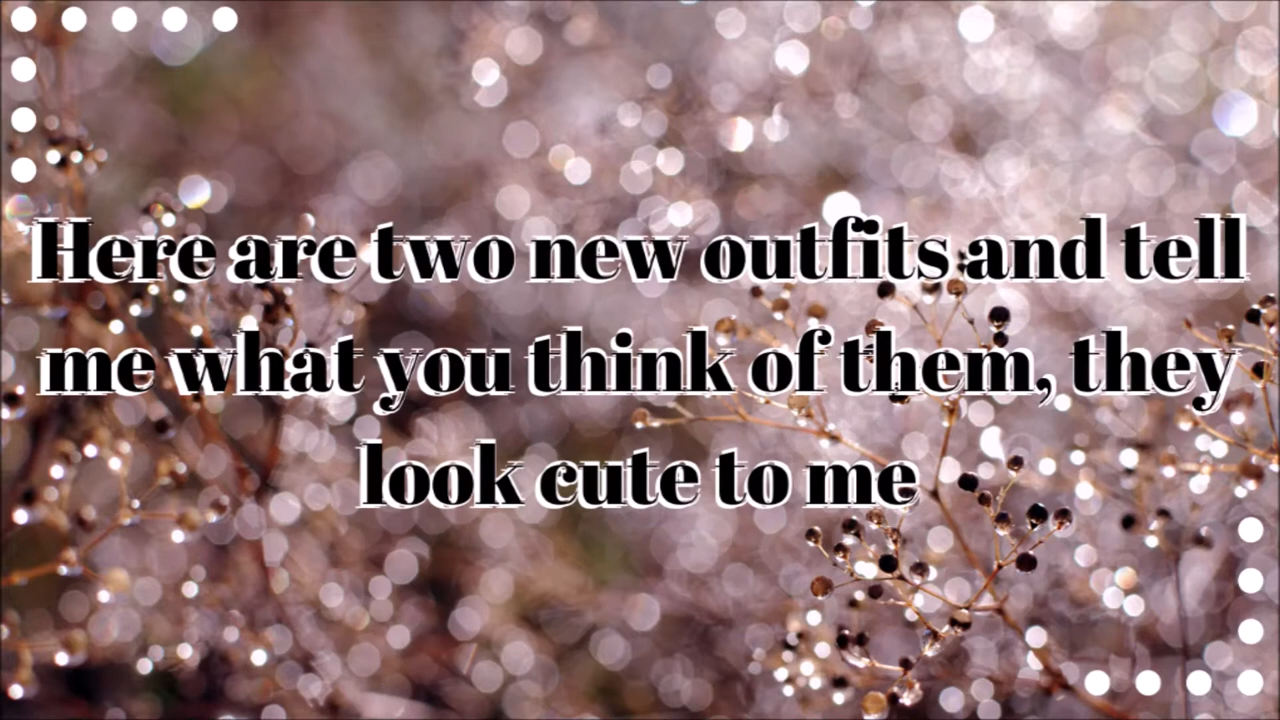 Here are two new outfits and tell
me what you think of them, they
look cute to me